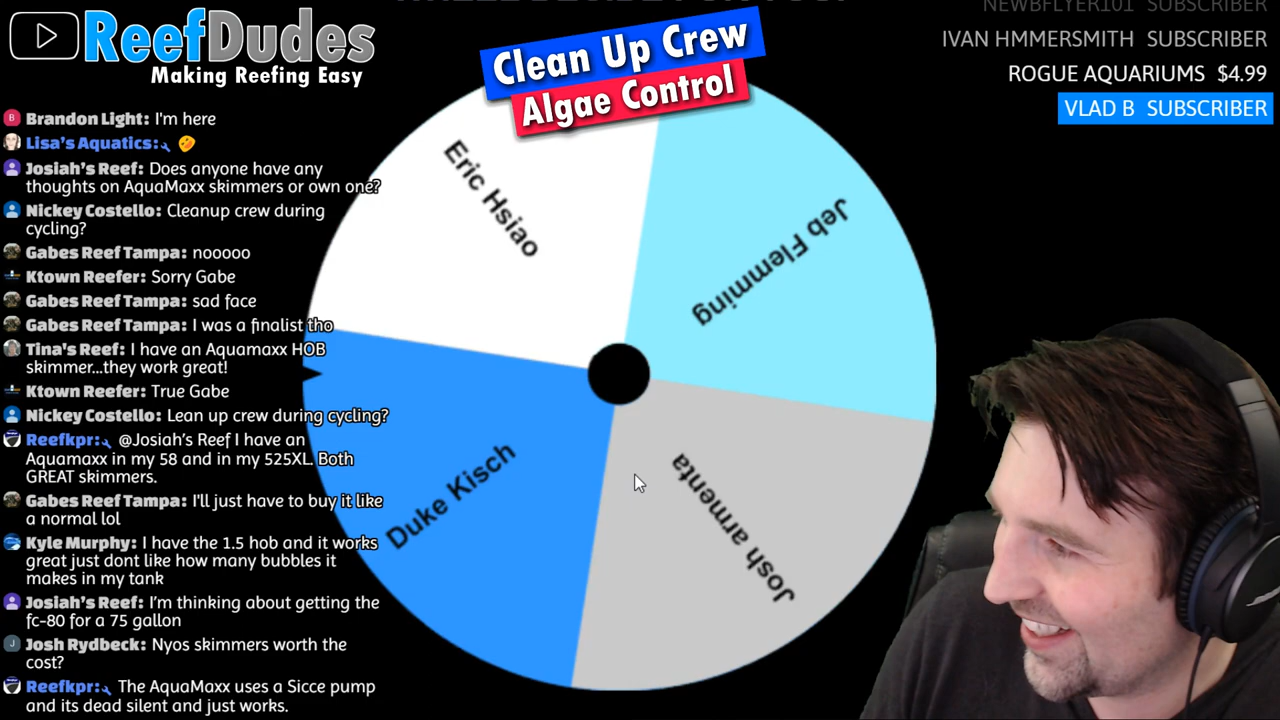 ReefDudes
Making Reefing Easy
Clean Up Crew
Algae Control
NEWBFLYER101 SUBSCRIBER
IVAN HMMERSMITH SUBSCRIBER
ROGUE AQUARIUMS $4.99
VLAD B SUBSCRIBER
B Brandon Light: I'm here
Lisa's Aquatics:
Josiah's Reef: Does anyone have any
thoughts on AquaMaxx skimmers or own one?
Nickey Costello: Cleanup crew during
cycling?
Gabes Reef Tampa: nooooo
Ktown Reefer: Sorry Gabe
Gabes Reef Tampa: sad face
Gabes Reef Tampa: I was a finalist tho
Tina's Reef: I have an Aquamaxx HOB
skimmer...they work great!
Ktown Reefer: True Gabe
Nickey Costello: Lean up crew during cycling?
Reefkpr: @Josiah's Reef I have an
Aquamaxx in my 58 and in my 525XL. Both
GREAT skimmers.
Gabes Reef Tampa: I'll just have to buy it like
a normal lol
Kyle Murphy: I have the 1.5 hob and it works
great just dont like how many bubbles it
makes in my tank
Josiah's Reef: I'm thinking about getting the
fc-80 for a 75 gallon
J Josh Rydbeck: Nyos skimmers worth the
cost?
Reefkpr: The AquaMaxx uses a Sicce pump
and its dead silent and just works.
Eric Hsiao
Jeb Flemming
Duke Kisch
Josh armenta